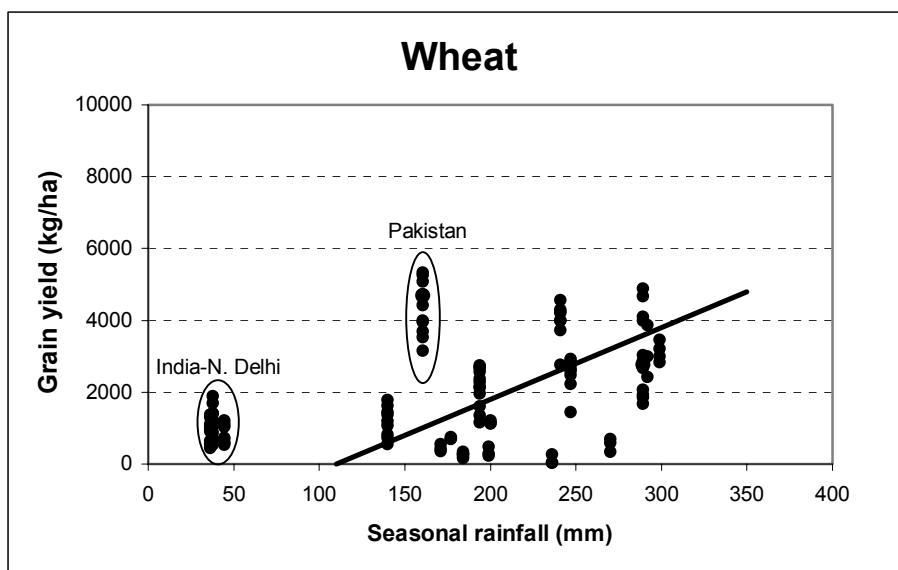 Wheat
10000
8000
6000
4000
2000
0
Grain yield (kg/ha)
Pakistan
India-N. Delhi
0 50 100 150 200 250 300 350 400
Seasonal rainfall (mm)